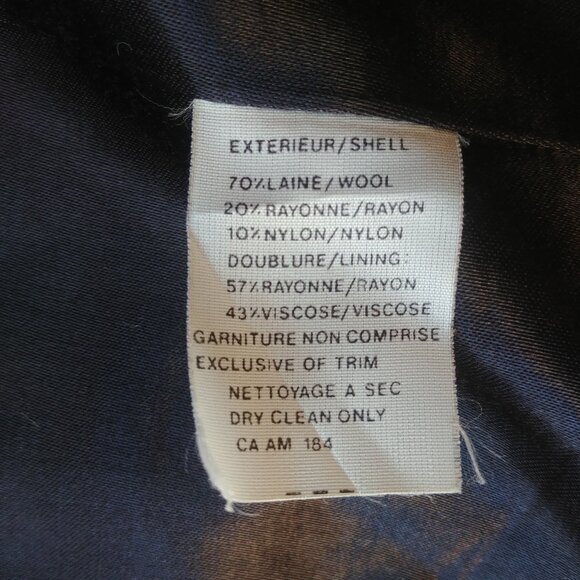 EXTERIEUR/SHELL
70%LAINE/WOOL
20%RAYONNE/RAYON
10%NYLON/NYLON
DOUBLURE/LINING:
57%RAYONNE/RAYON
43%VISCOSE/VISCOSE
GARNITURE NON COMPRISE
EXCLUSIVE OF TRIM
NETTOYAGE A SEC
DRY CLEAN ONLY
CA AM 184